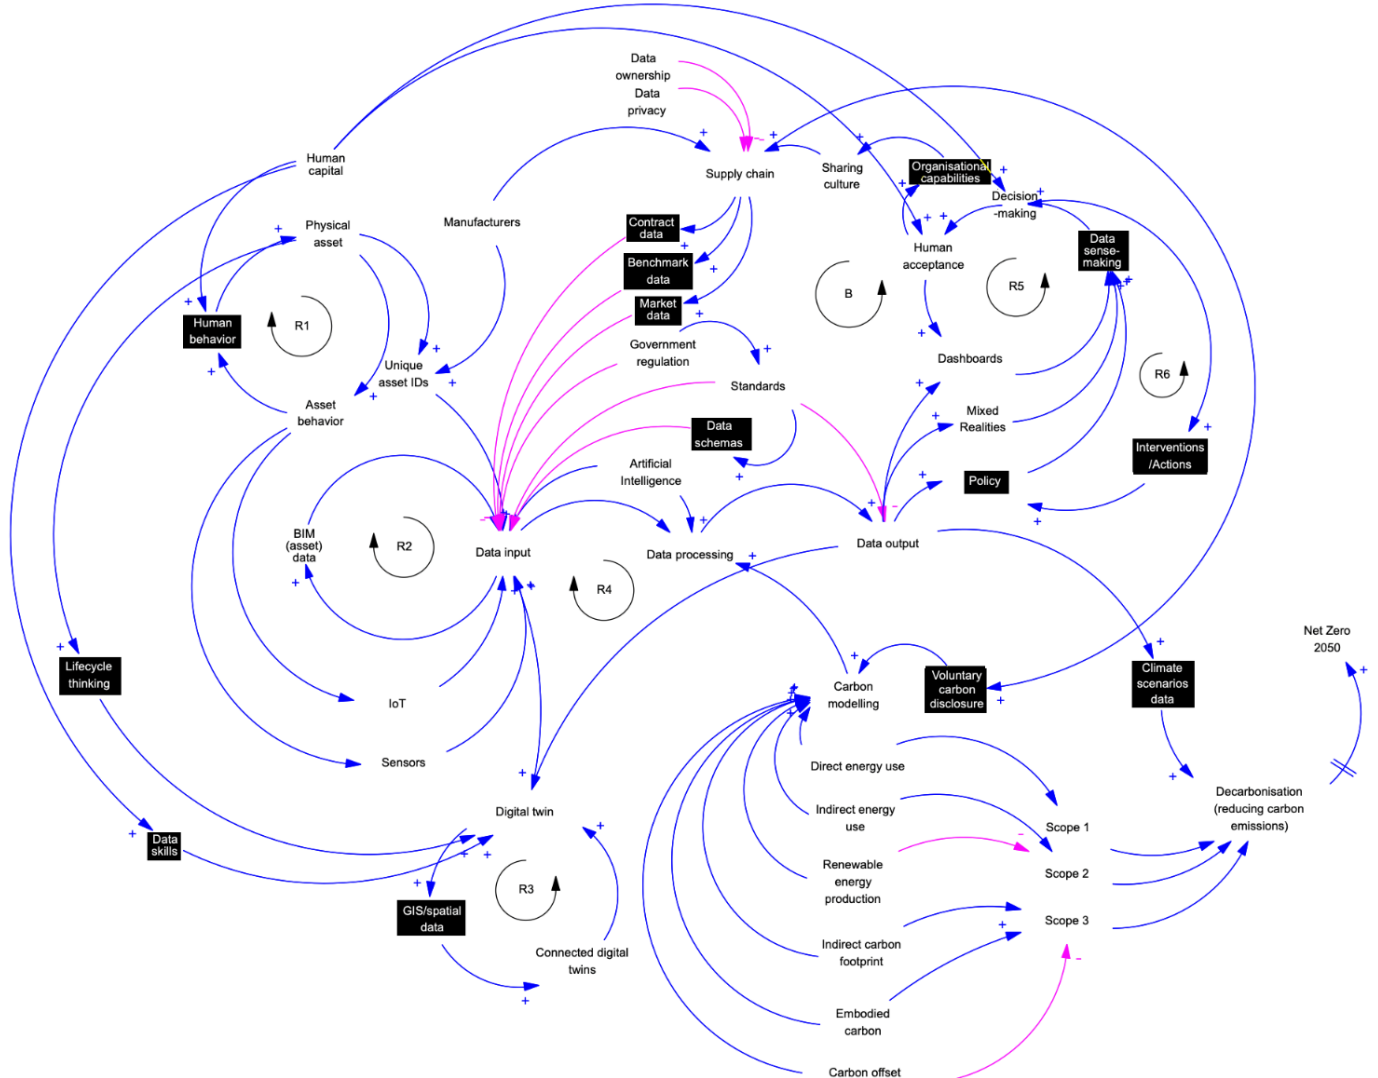 Data
ownership
Data
privacy
Human
capital
Supply chain
Sharing
culture
Organisational
capabilities
Decision
-making
Physical
asset
Manufacturers
Contract
data
Human
acceptance
Data
sense-
making
Benchmark
data
Market
data
B
R5
R1
Human
behavior
Government
regulation
Unique
asset IDs
Standards
Dashboards
R6
Asset
behavior
Mixed
Realities
Data
schemas
Interventions
/Actions
Artificial
Intelligence
Policy
BIM
(asset)
data
R2
Data input
Data processing
Data output
R4
Net Zero
2050
Lifecycle
thinking
IoT
Carbon
modelling
Voluntary
carbon
disclosure
Climate
scenarios
data
Sensors
Direct energy use
Digital twin
Indirect energy
use
Scope 1
Decarbonisation
(reducing carbon
emissions)
Data
skills
Renewable
energy
production
Scope 2
R3
GIS/spatial
data
Scope 3
Connected digital
twins
Indirect carbon
footprint
Embodied
carbon
Carbon offset